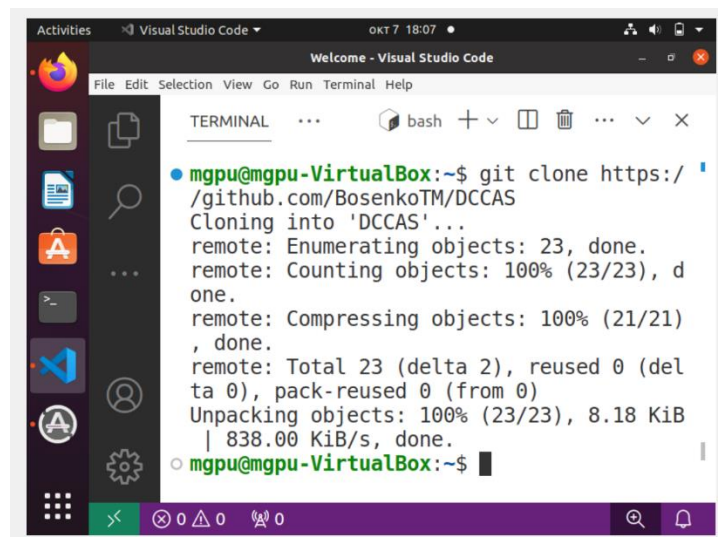 Activities
Visual Studio Code
окт 7 18:07
Welcome - Visual Studio Code
File Edit Selection View Go Run Terminal Help
TERMINAL ... bash
mgpu@mgpu-VirtualBox:~$ git clone https:/
/github.com/BosenkoTM/DCCAS
Cloning into 'DCCAS'...
remote: Enumerating objects: 23, done.
remote: Counting objects: 100% (23/23), d
one.
remote: Compressing objects: 100% (21/21)
, done.
remote: Total 23 (delta 2), reused 0 (del
ta 0), pack-reused 0 (from 0)
Unpacking objects: 100% (23/23), 8.18 KiB
| 838.00 KiB/s, done.
mgpu@mgpu-VirtualBox:~$
0 0 0